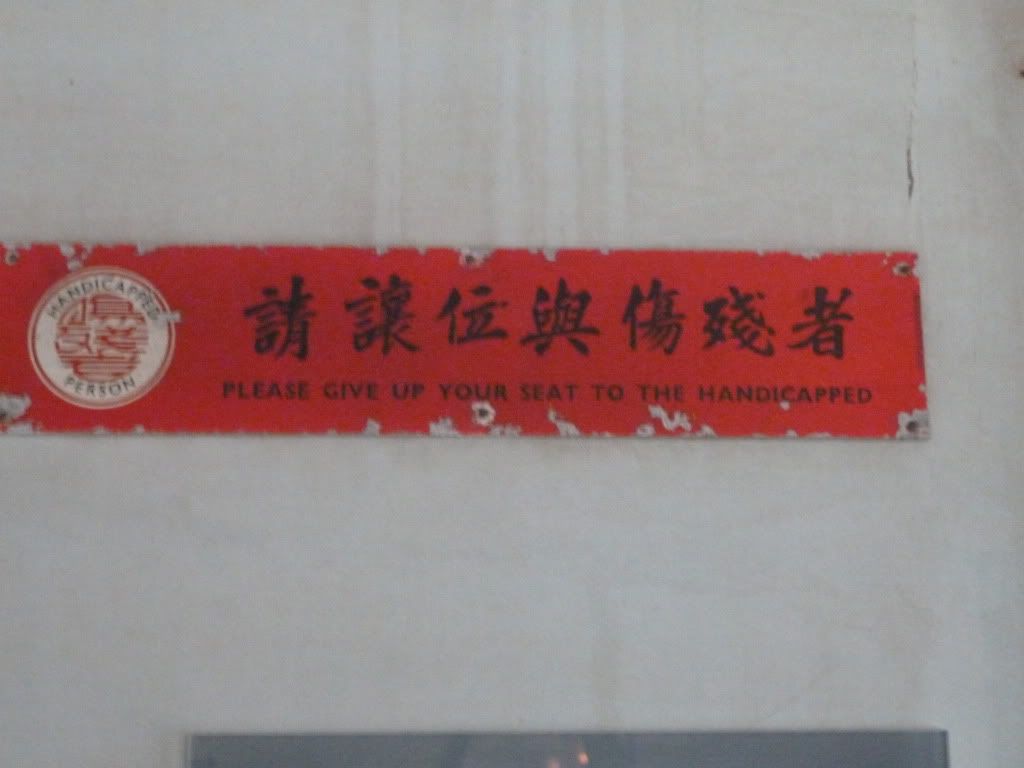 HANDICAPPED
PERSON
請讓位與傷殘者
PLEASE GIVE UP YOUR SEAT TO THE HANDICAPPED